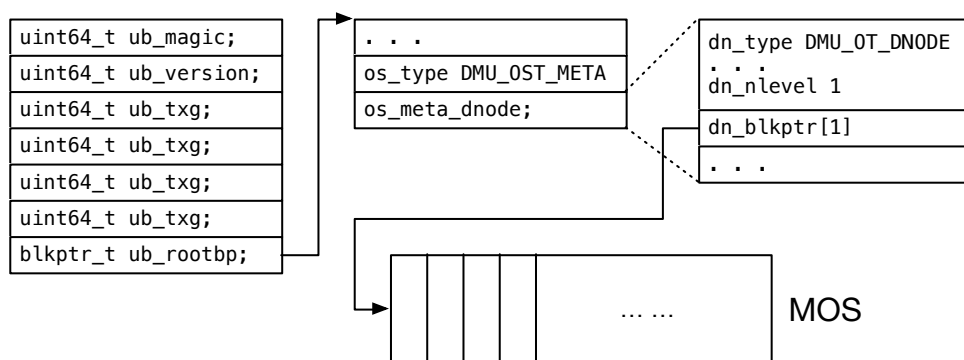 uint64_t ub_magic;
uint64_t ub_version;
uint64_t ub_txg;
uint64_t ub_txg;
uint64_t ub_txg;
uint64_t ub_txg;
blkptr_t ub_rootbp;
. . .
os_type DMU_OST_META
os_meta_dnode;
dn_type DMU_OT_DNODE
. . .
dn_nlevel 1
dn_blkptr[1]
. . .
... ...
MOS